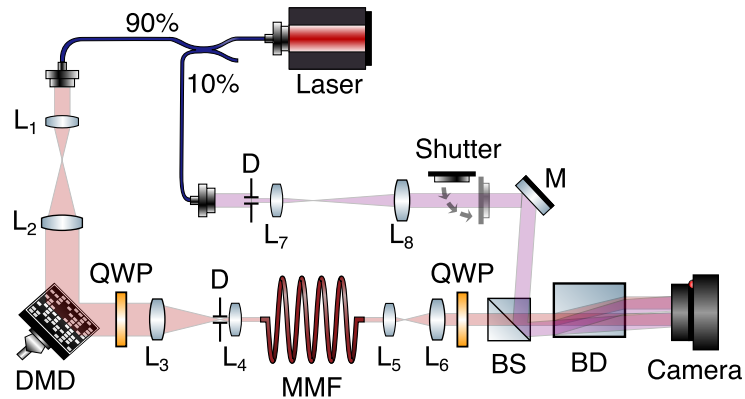 90%
10%
Laser
L₁
D
Shutter
M
L₂
L₇
L₈
QWP
D
QWP
L₃
L₄
L₅
L₆
BS
BD
Camera
DMD
MMF